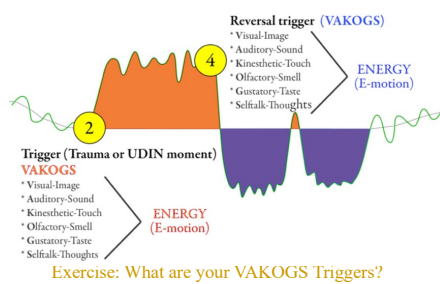 Reversal trigger (VAKOGS)
* Visual-Image
* Auditory-Sound
* Kinesthetic-Touch
* Olfactory-Smell
* Gustatory-Taste
* Selftalk-Thoughts
ENERGY
(E-motion)
4
2
Trigger (Trauma or UDIN moment)
VAKOGS
* Visual-Image
* Auditory-Sound
* Kinesthetic-Touch
* Olfactory-Smell
* Gustatory-Taste
* Selftalk-Thoughts
ENERGY
(E-motion)
Exercise: What are your VAKOGS Triggers?